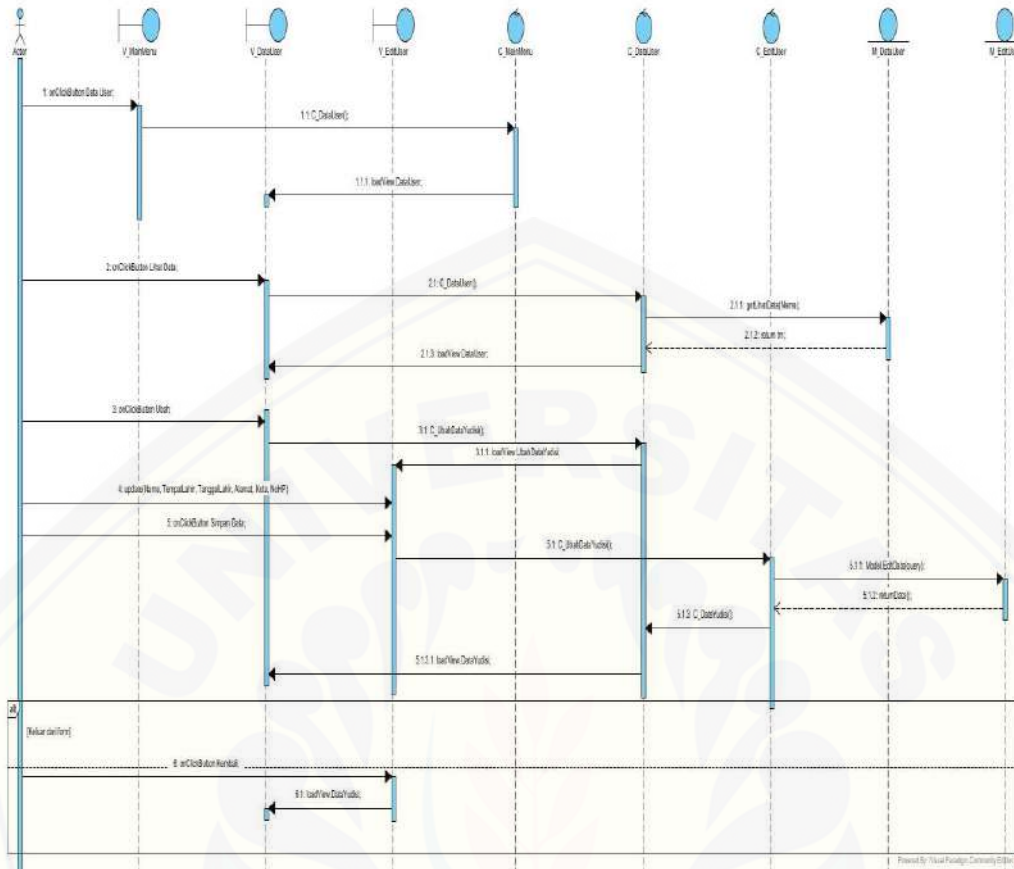 Actor
V_MainMenu
V_DataUser
V_EditUser
C_MainMenu
C_DataUser
C_EditUser
M_DataUser
M_EditUs
1: onClickButton Data User;
1.1: C_DataUser();
1.1.1: loadView.DataUser;
2: onClickButton Lihat Data;
2.1: C_DataUser();
2.1.1: getLihatData(Nama);
2.1.2: return
2.1.3: loadView.DataUser;
3: onClickButton Ubah;
3.1: C_UbahDataYudisi();
3.1.1: loadView.UbahDataYudisi
4: update(Nama, TempatLahir, TanggalLahir, Alamat, Kota, NoHP)
5: onClickButton Simpan Data;
5.1: C_UbahDataYudisi();
5.1.1: Model.EditData(query);
5.1.2: returnData();
5.1.3: C_DataYudisi();
5.1.3.1: loadView.DataYudisi;
alt
[Keluar dari form]
6: onClickButton Kembali;
6.1: loadView.DataYudisi;
UNIVERSITAS
Powered By: Visual Paradigm Community Edition